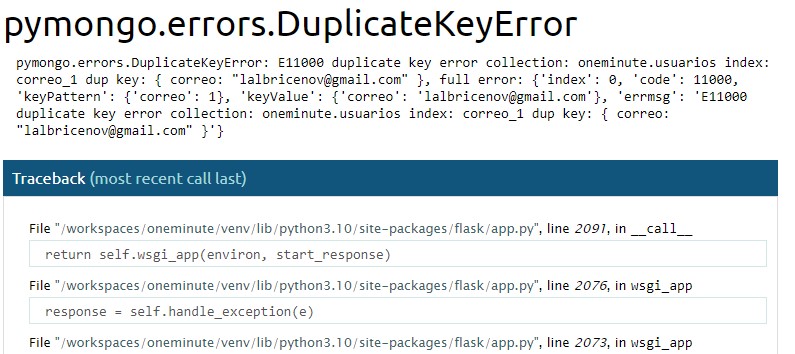 pymongo.errors.DuplicateKeyError
pymongo.errors.DuplicateKeyError: E11000 duplicate key error collection: oneminute.usuarios index:
correo_1 dup key: { correo: "lalbricenov@gmail.com" }, full error: {'index': 0, 'code': 11000,
'keyPattern': {'correo': 1}, 'keyValue': {'correo': 'lalbricenov@gmail.com'}, 'errmsg': 'E11000
duplicate key error collection: oneminute.usuarios index: correo_1 dup key: { correo:
"lalbricenov@gmail.com" }'}
Traceback (most recent call last)
File "/workspaces/oneminute/venv/lib/python3.10/site-packages/flask/app.py", line 2091, in __call__
return self.wsgi_app(environ, start_response)
File "/workspaces/oneminute/venv/lib/python3.10/site-packages/flask/app.py", line 2076, in wsgi_app
response = self.handle_exception(e)
File "/workspaces/oneminute/venv/lib/python3.10/site-packages/flask/app.py", line 2073, in wsgi_app